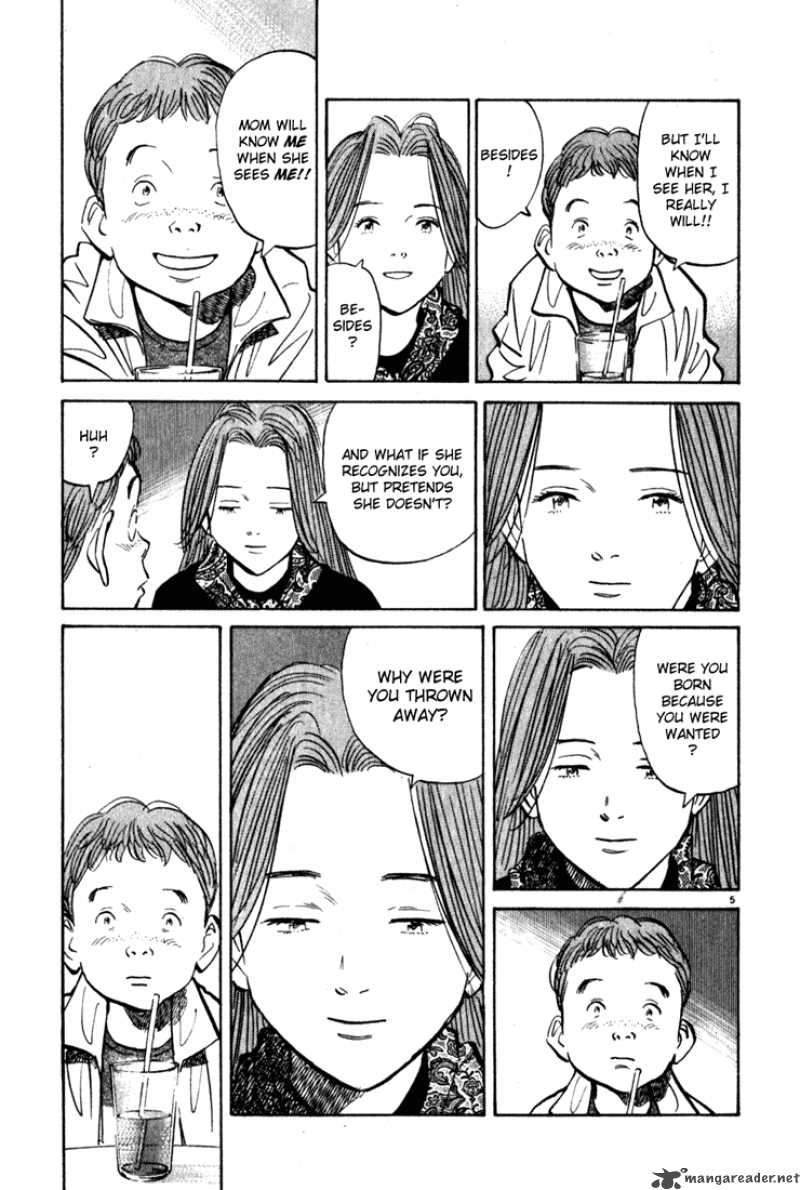 BUT I'LL
KNOW
WHEN I
SEE HER, I
REALLY
WILL!!
BESIDES
!
BE-
SIDES
?
MOM WILL
KNOW ME
WHEN SHE
SEES ME!!
AND WHAT IF SHE
RECOGNIZES YOU,
BUT PRETENDS
SHE DOESN'T?
HUH
?
WERE YOU
BORN
BECAUSE
YOU WERE
WANTED
?
5
WHY WERE
YOU THROWN
AWAY?
mangareader.net